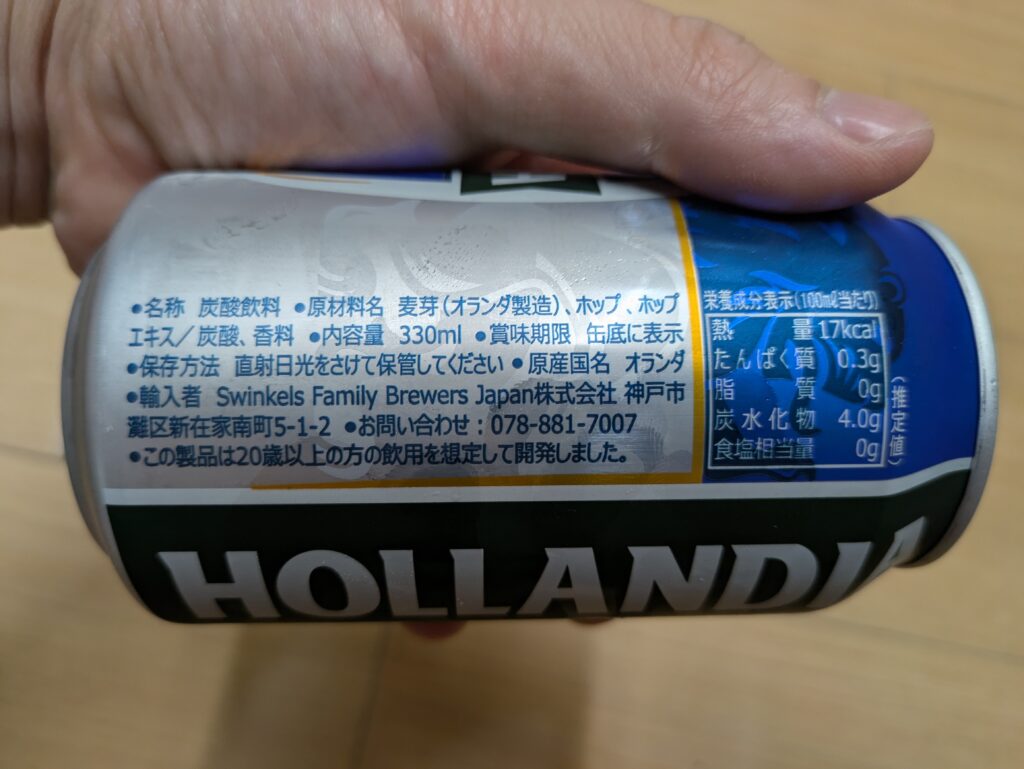 ●名称 炭酸飲料 ●原材料名 麦芽(オランダ製造)、ホップ、ホップ
エキス/炭酸、香料 ●内容量 330ml ●賞味期限 缶底に表示
●保存方法 直射日光をさけて保管してください ●原産国名 オランダ
●輸入者 Swinkels Family Brewers Japan株式会社 神戸市
灘区新在家南町5-1-2 ●お問い合わせ:078-881-7007
●この製品は20歳以上の方の飲用を想定して開発しました。
栄養成分表示(100ml当たり)
熱量 17kcal
たんぱく質 0.3g
脂質 0g
炭水化物 4.0g
食塩相当量 0g
(推定値)
HOLLANDIA